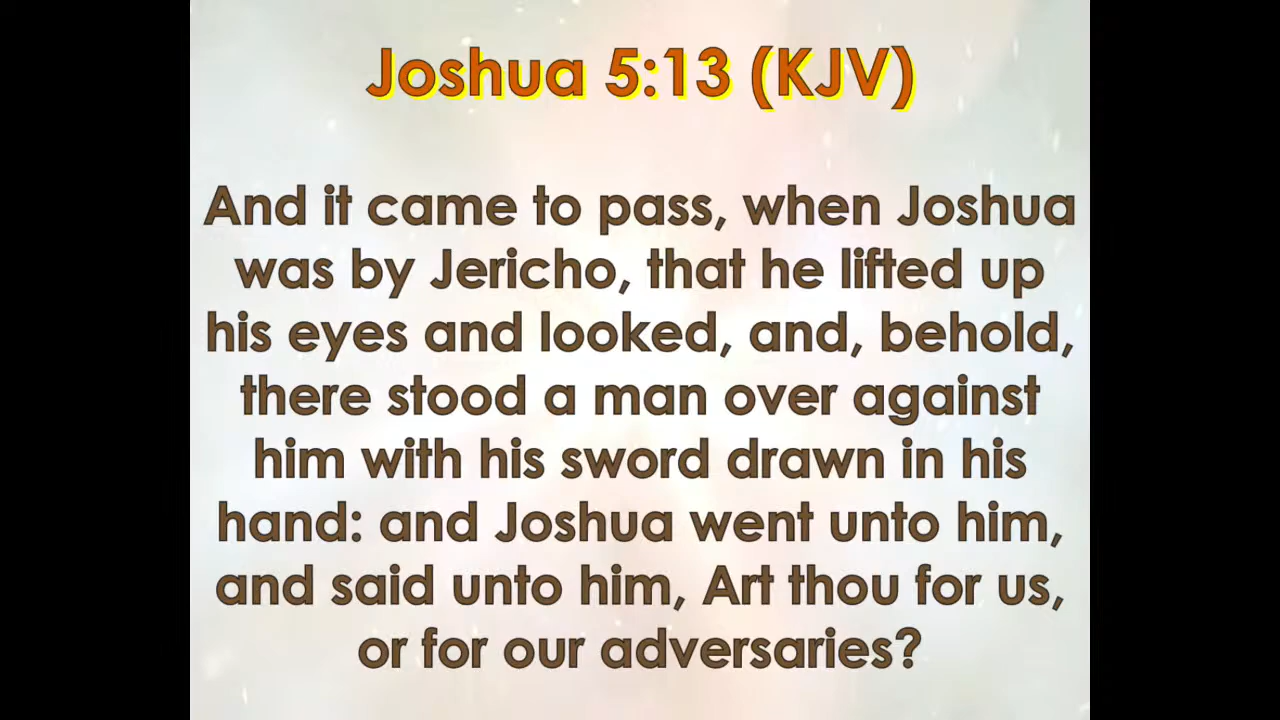 Joshua 5:13 (KJV)
And it came to pass, when Joshua
was by Jericho, that he lifted up
his eyes and looked, and, behold,
there stood a man over against
him with his sword drawn in his
hand: and Joshua went unto him,
and said unto him, Art thou for us,
or for our adversaries?